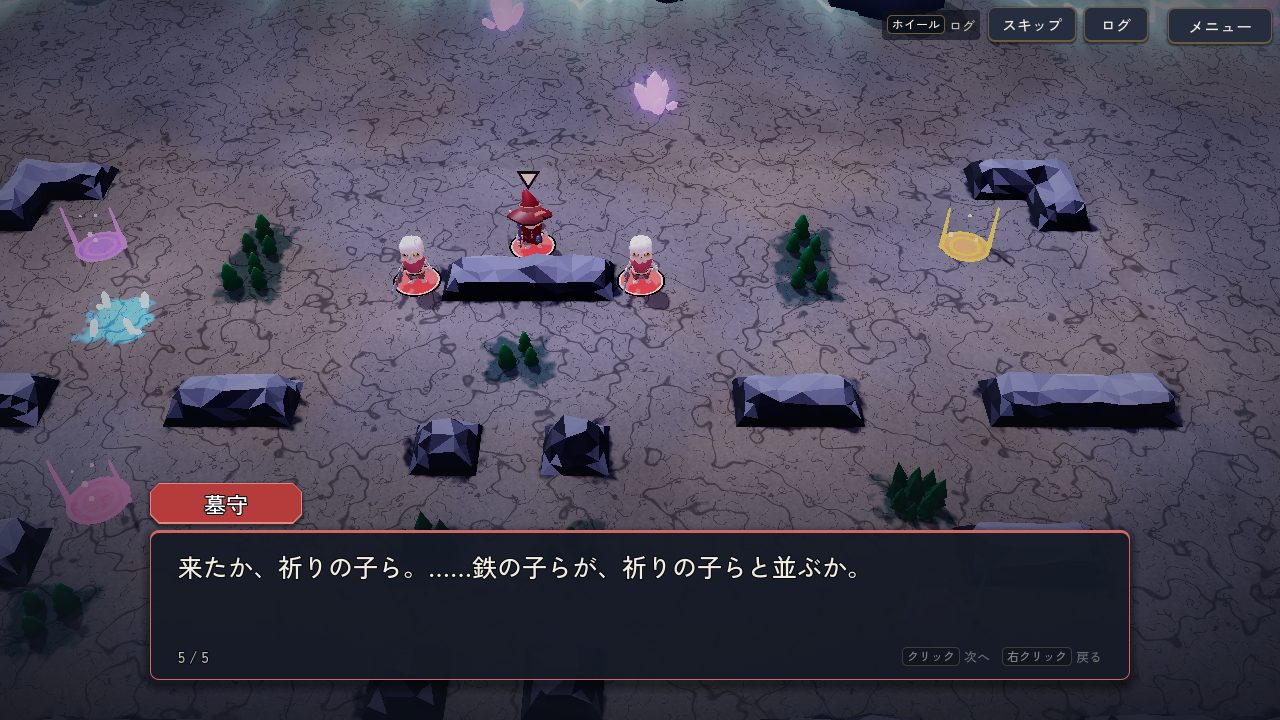 ホイール ログ スキップ ログ メニュー
墓守
来たか、祈りの子ら。……鉄の子らが、祈りの子らと並ぶか。
5 / 5 クリック 次へ 右クリック 戻る